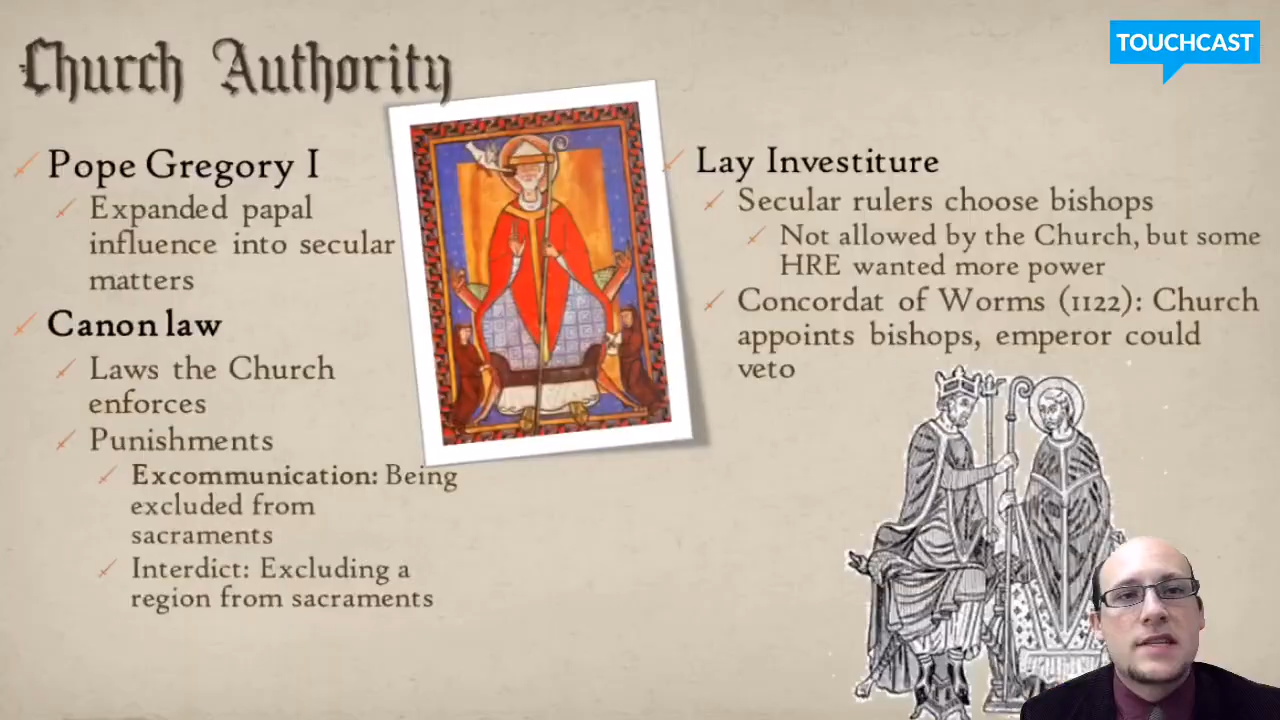 Church Authority
TOUCHCAST
Pope Gregory I
Expanded papal
influence into secular
matters
Canon law
Laws the Church
enforces
Punishments
Excommunication: Being
excluded from
sacraments
Interdict: Excluding a
region from sacraments
Lay Investiture
Secular rulers choose bishops
Not allowed by the Church, but some
HRE wanted more power
Concordat of Worms (1122): Church
appoints bishops, emperor could
veto